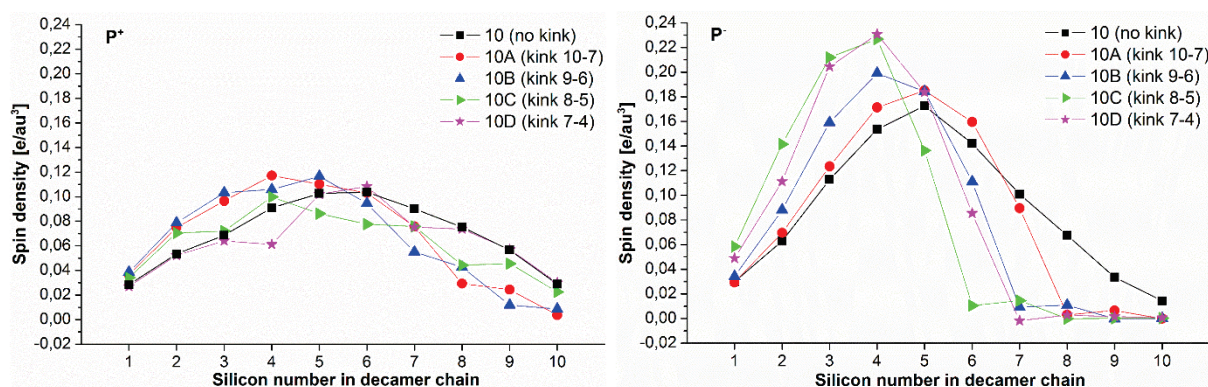 0,24
0,22
0,20
0,18
0,16
0,14
0,12
0,10
0,08
0,06
0,04
0,02
0,00
-0,02
Spin density [e/au³]
P⁺
10 (no kink)
10A (kink 10-7)
10B (kink 9-6)
10C (kink 8-5)
10D (kink 7-4)
1 2 3 4 5 6 7 8 9 10
Silicon number in decamer chain
0,24
0,22
0,20
0,18
0,16
0,14
0,12
0,10
0,08
0,06
0,04
0,02
0,00
-0,02
Spin density [e/au³]
P⁻
10 (no kink)
10A (kink 10-7)
10B (kink 9-6)
10C (kink 8-5)
10D (kink 7-4)
1 2 3 4 5 6 7 8 9 10
Silicon number in decamer chain